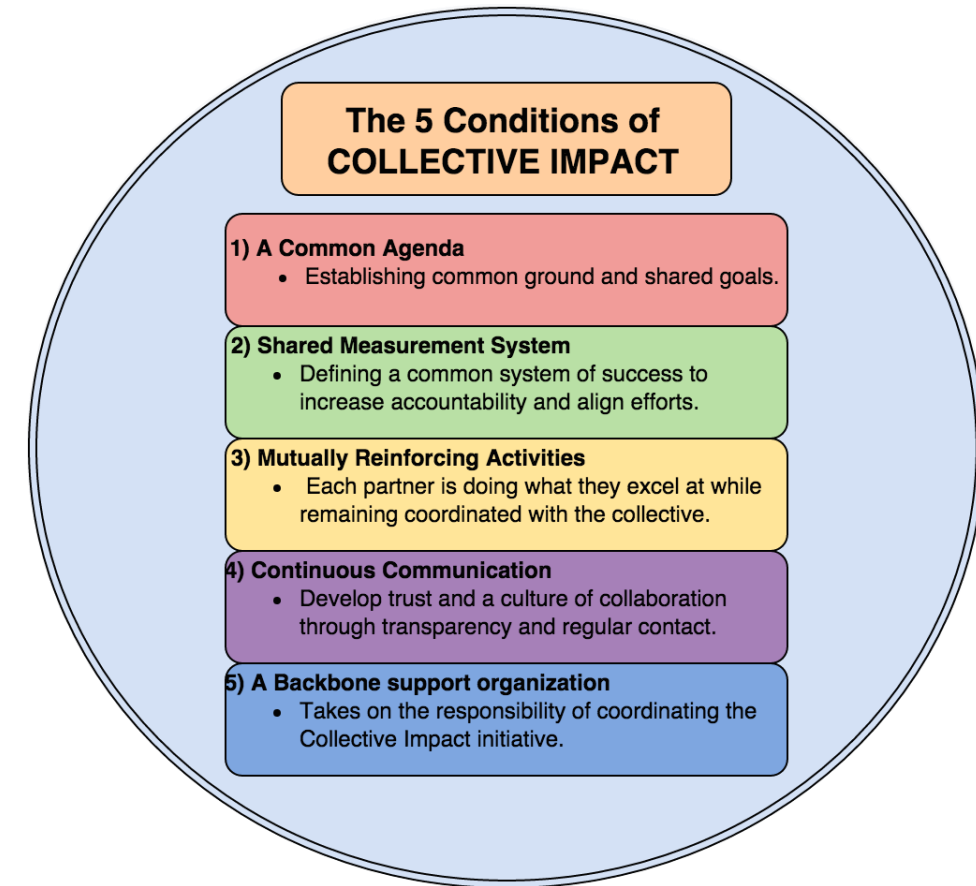 The 5 Conditions of
COLLECTIVE IMPACT
1) A Common Agenda
• Establishing common ground and shared goals.
2) Shared Measurement System
• Defining a common system of success to
increase accountability and align efforts.
3) Mutually Reinforcing Activities
• Each partner is doing what they excel at while
remaining coordinated with the collective.
4) Continuous Communication
• Develop trust and a culture of collaboration
through transparency and regular contact.
5) A Backbone support organization
• Takes on the responsibility of coordinating the
Collective Impact initiative.